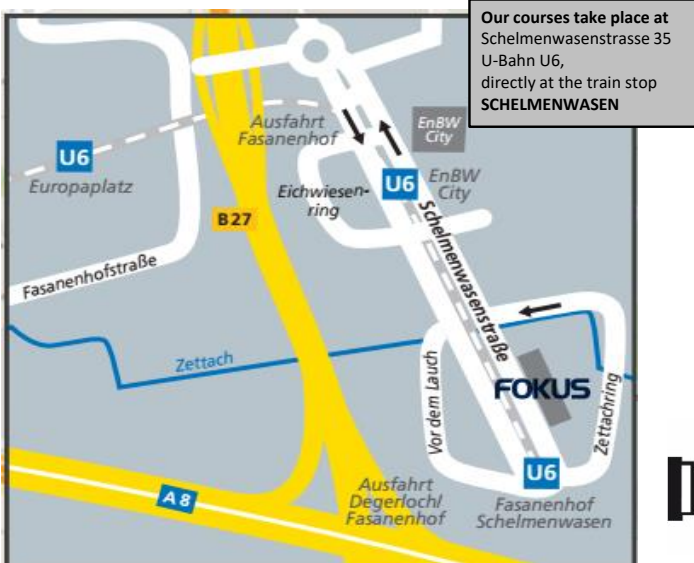 Our courses take place at
Schelmenwasenstrasse 35
U-Bahn U6,
directly at the train stop
SCHELMENWASEN
Ausfahrt
Fasanenhof
EnBW
City
U6
Europaplatz
Eichwiesen-
ring
U6
EnBW
City
B27
Schelmenwasenstraße
Fasanenhofstraße
Zettach
Vor dem Lauch
FOKUS
Zettachring
A8
Ausfahrt
Degerloch/
Fasanenhof
U6
Fasanenhof
Schelmenwasen